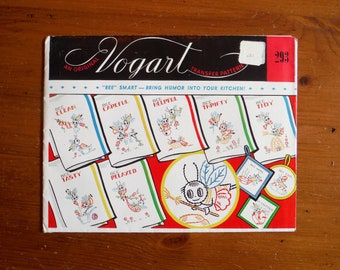 AN ORIGINAL
Vogart
TRANSFER PATTERN
293
"BEE" SMART — BRING HUMOR INTO YOUR KITCHEN!
CLEAN
CAREFUL
HELPFUL
THRIFTY
TIDY
TASTY
RELAXED